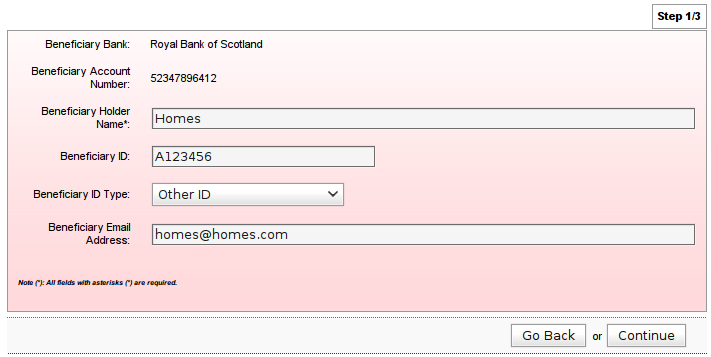 Step 1/3
Beneficiary Bank: Royal Bank of Scotland
Beneficiary Account
Number: 52347896412
Beneficiary Holder
Name*: Homes
Beneficiary ID: A123456
Beneficiary ID Type: Other ID
Beneficiary Email
Address: homes@homes.com
Note (*): All fields with asterisks (*) are required.
Go Back or Continue